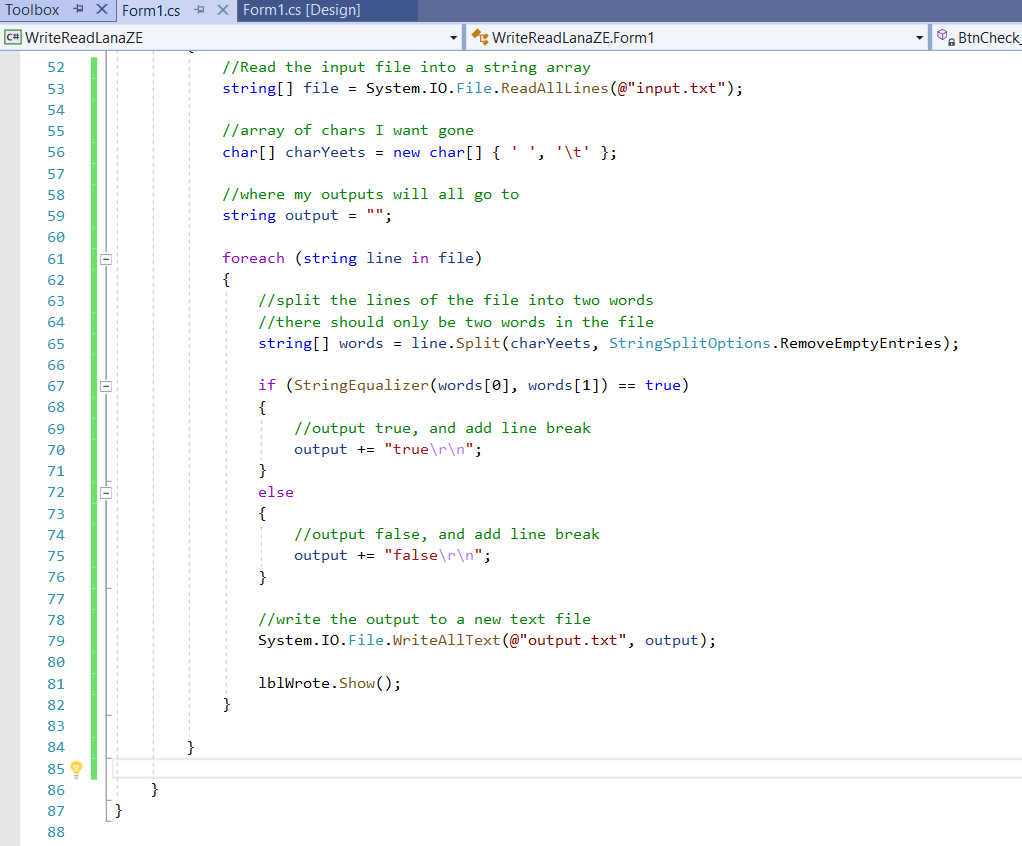 Toolbox
Form1.cs
Form1.cs [Design]
C# WriteReadLanaZE
WriteReadLanaZE.Form1
BtnCheck_
52 //Read the input file into a string array
53 string[] file = System.IO.File.ReadAllLines(@"input.txt");
54
55 //array of chars I want gone
56 char[] charYeets = new char[] { ' ', '\t' };
57
58 //where my outputs will all go to
59 string output = "";
60
61 foreach (string line in file)
62 {
63 //split the lines of the file into two words
64 //there should only be two words in the file
65 string[] words = line.Split(charYeets, StringSplitOptions.RemoveEmptyEntries);
66
67 if (StringEqualizer(words[0], words[1]) == true)
68 {
69 //output true, and add line break
70 output += "true\r\n";
71 }
72 else
73 {
74 //output false, and add line break
75 output += "false\r\n";
76 }
77
78 //write the output to a new text file
79 System.IO.File.WriteAllText(@"output.txt", output);
80
81 lblWrote.Show();
82 }
83
84 }
85
86 }
87 }
88